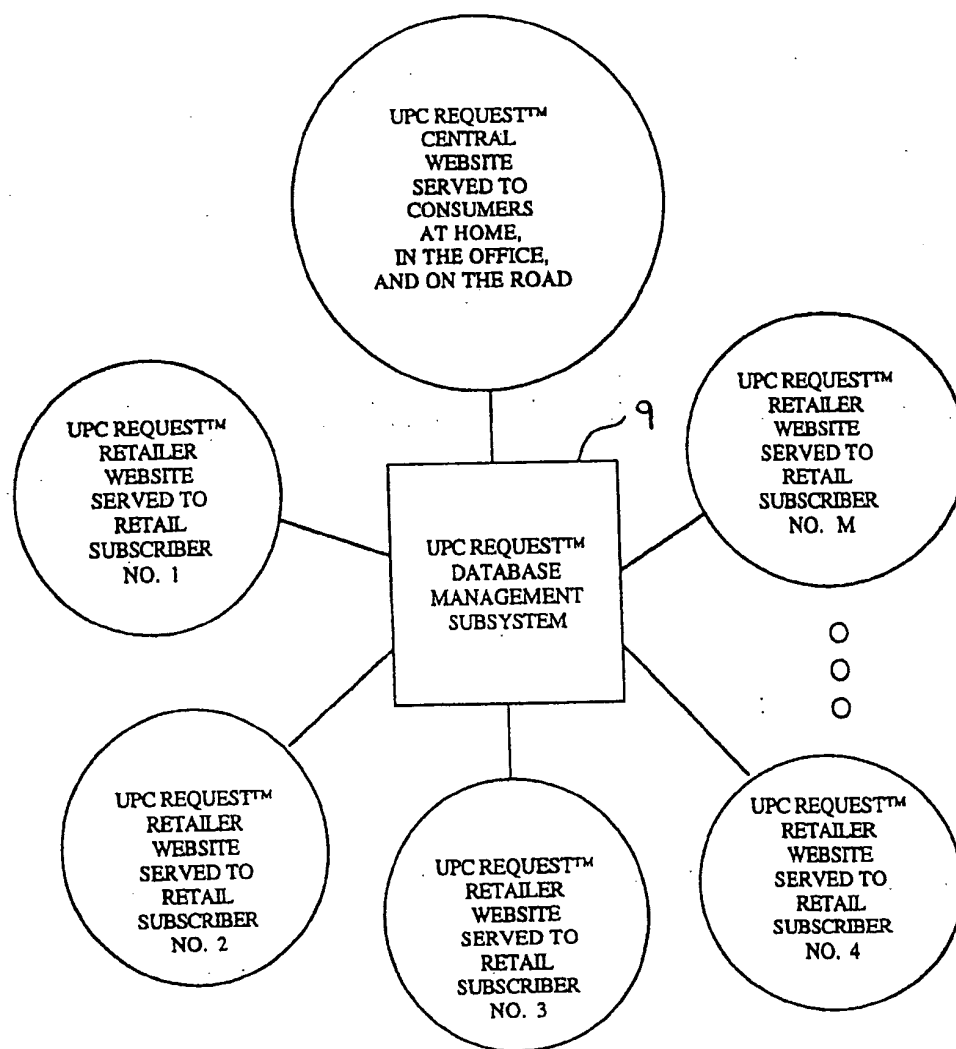 UPC REQUEST™
CENTRAL
WEBSITE
SERVED TO
CONSUMERS
AT HOME,
IN THE OFFICE,
AND ON THE ROAD
UPC REQUEST™
RETAILER
WEBSITE
SERVED TO
RETAIL
SUBSCRIBER
NO. 1
9
UPC REQUEST™
RETAILER
WEBSITE
SERVED TO
RETAIL
SUBSCRIBER
NO. M
UPC REQUEST™
DATABASE
MANAGEMENT
SUBSYSTEM
UPC REQUEST™
RETAILER
WEBSITE
SERVED TO
RETAIL
SUBSCRIBER
NO. 2
UPC REQUEST™
RETAILER
WEBSITE
SERVED TO
RETAIL
SUBSCRIBER
NO. 3
UPC REQUEST™
RETAILER
WEBSITE
SERVED TO
RETAIL
SUBSCRIBER
NO. 4